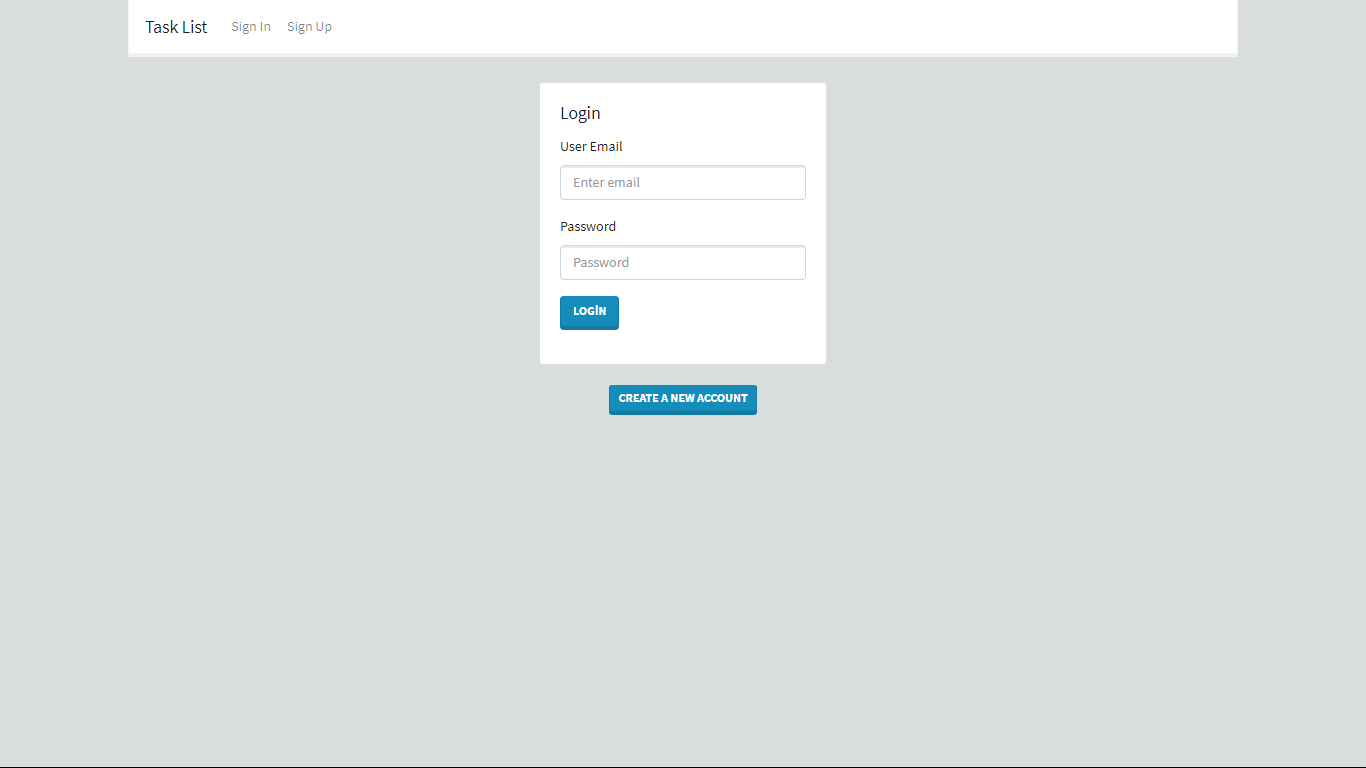 Task List Sign In Sign Up
Login
User Email
Enter email
Password
Password
LOGİN
CREATE A NEW ACCOUNT